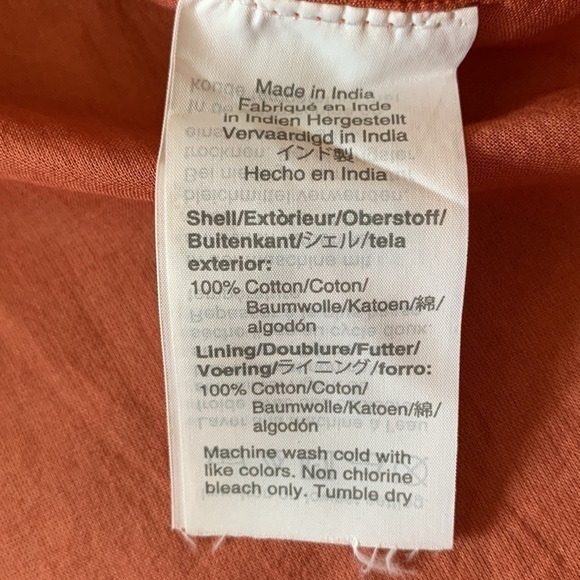 Made in India
Fabriqué en Inde
in Indien Hergestellt
Vervaardigd in India
インド製
Hecho en India
Shell/Extòrieur/Oberstoff/
Buitenkant/シェル/tela
exterior:
100% Cotton/Coton/
Baumwolle/Katoen/綿/
algodón
Lining/Doublure/Futter/
Voering/ライニング/forro:
100% Cotton/Coton/
Baumwolle/Katoen/綿/
algodón
Machine wash cold with
like colors. Non chlorine
bleach only. Tumble dry